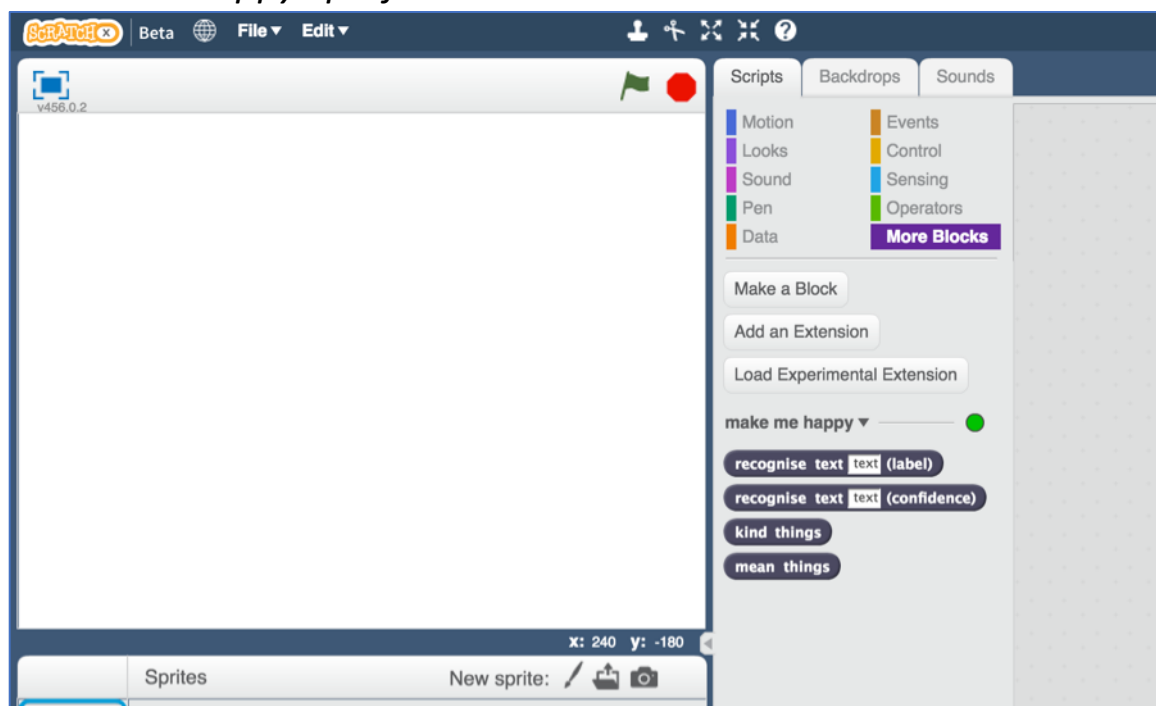 SCRATCH X Beta File Edit
v456.0.2
Scripts Backdrops Sounds
Motion Events
Looks Control
Sound Sensing
Pen Operators
Data More Blocks
Make a Block
Add an Extension
Load Experimental Extension
make me happy
recognise text text (label)
recognise text text (confidence)
kind things
mean things
x: 240 y: -180
Sprites New sprite: